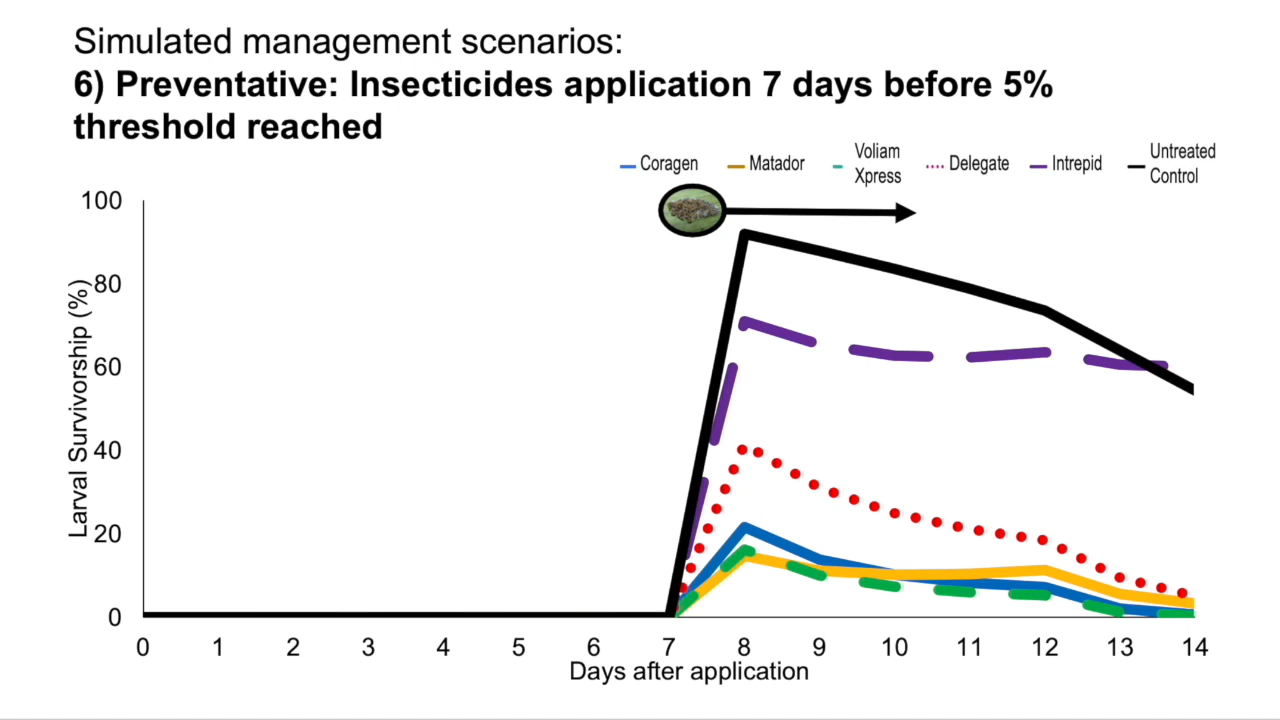 Simulated management scenarios:
6) Preventative: Insecticides application 7 days before 5%
threshold reached
Coragen
Matador
Voliam
Xpress
Delegate
Intrepid
Untreated
Control
100
80
60
40
20
0
Larval Survivorship (%)
0 1 2 3 4 5 6 7 8 9 10 11 12 13 14
Days after application